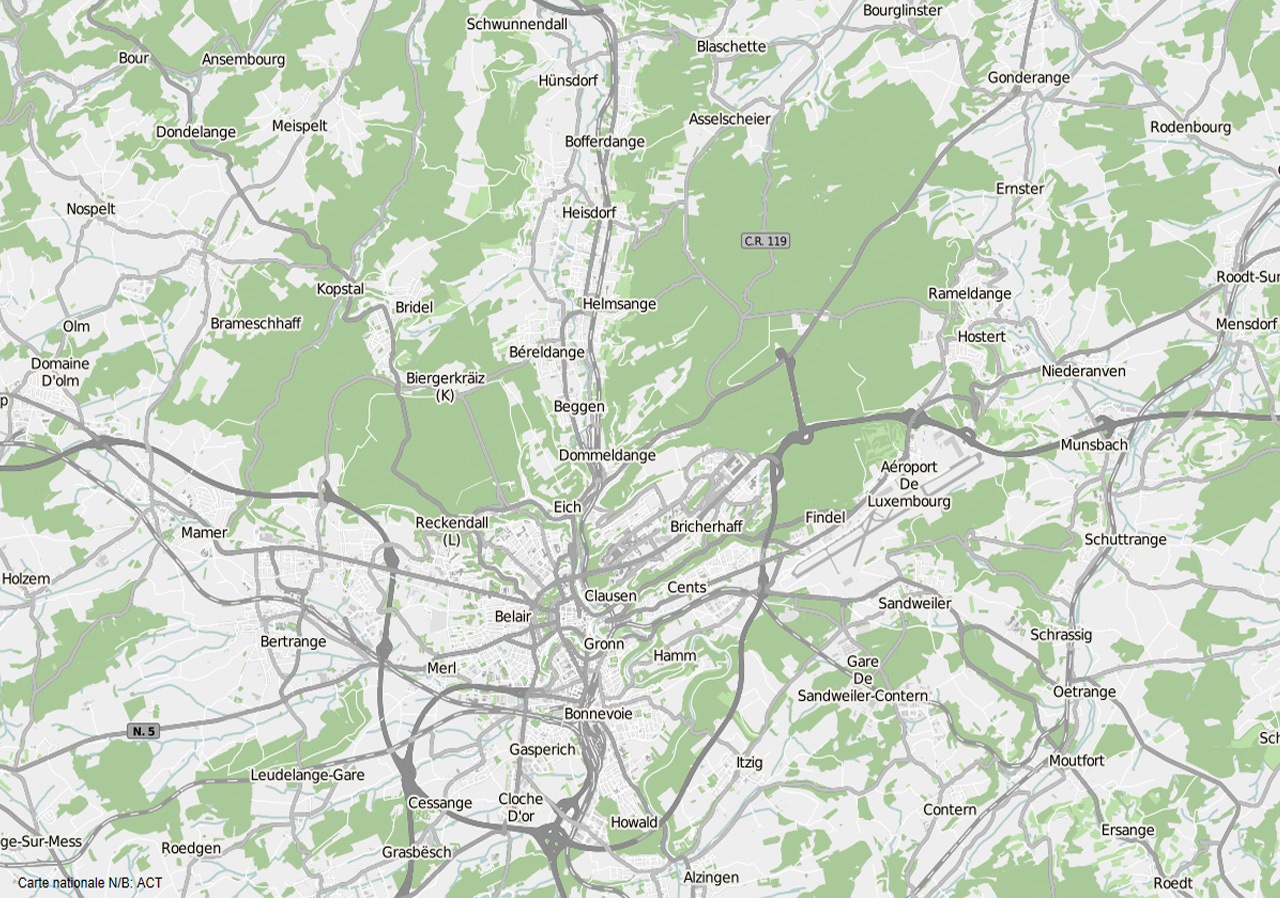 Schwunnendall
Bourglinster
Blaschette
Bour
Ansembourg
Hünsdorf
Gonderange
Asselscheier
Dondelange
Meispelt
Bofferdange
Rodenbourg
Ernster
Nospelt
Heisdorf
C.R. 119
Roodt-Sur
Kopstal
Bridel
Helmsange
Rameldange
Olm
Brameschhaff
Mensdorf
Hostert
Béreldange
Domaine
D'olm
Niederanven
Biergerkräiz
(K)
Beggen
Munsbach
Dommeldange
Aéroport
De
Luxembourg
Eich
Reckendall
(L)
Bricherhaff
Findel
Mamer
Schuttrange
Holzem
Cents
Clausen
Sandweiler
Belair
Bertrange
Gronn
Schrassig
Merl
Hamm
Gare
De
Sandweiler-Contern
Oetrange
Bonnevoie
N. 5
Gasperich
Itzig
Moutfort
Leudelange-Gare
Cessange
Cloche
D'or
Contern
Howald
Ersange
ge-Sur-Mess
Roedgen
Grasbësch
Alzingen
Roedt
Carte nationale N/B: ACT